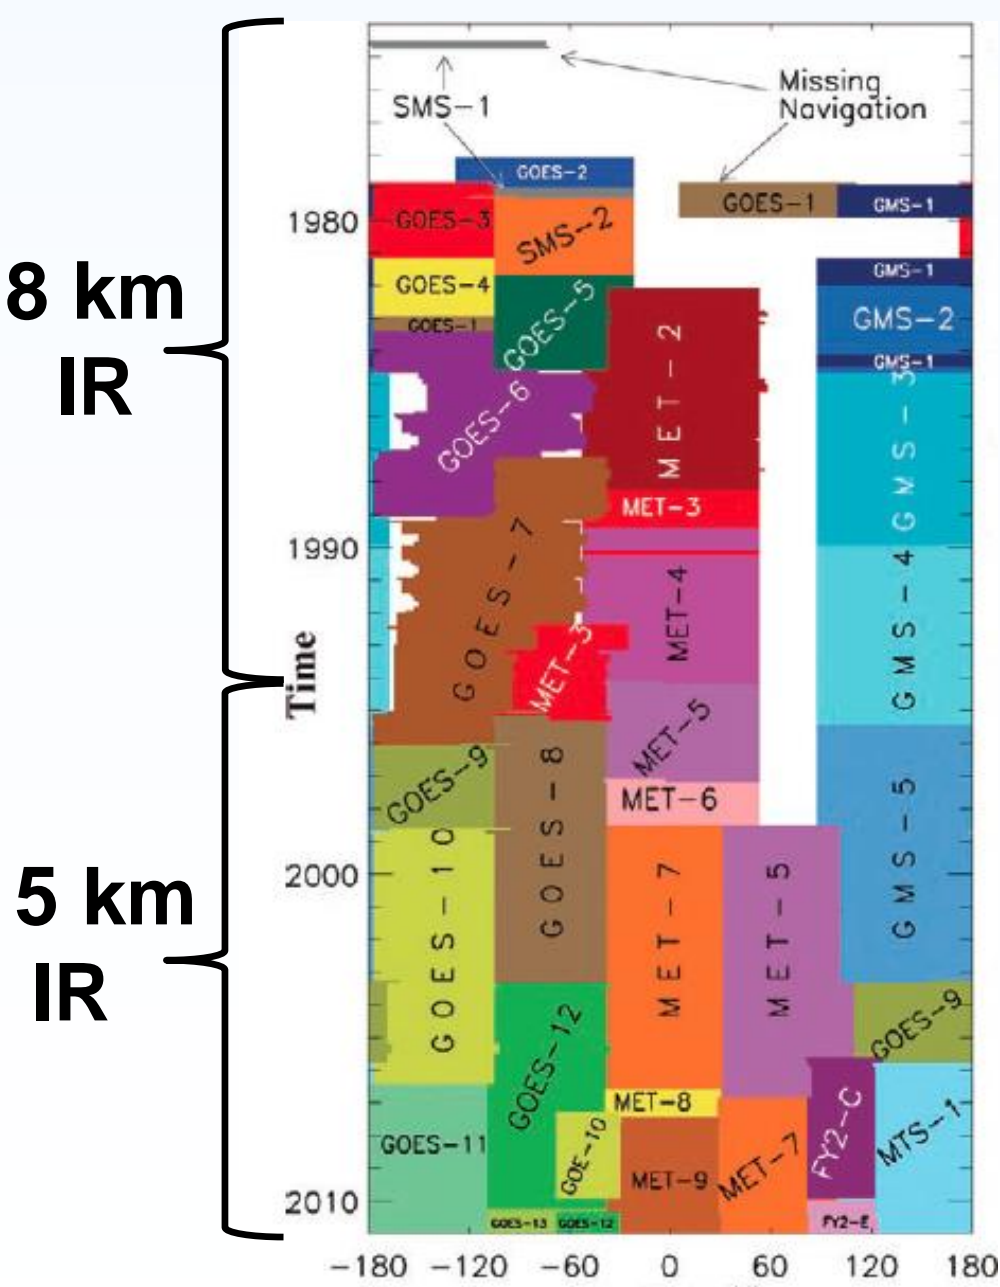 8 km
IR
5 km
IR
Time
1980
1990
2000
2010
-180
-120
-60
0
60
120
180
SMS-1
Missing
Navigation
GOES-2
GOES-3
SMS-2
GOES-1
GMS-1
GOES-4
GOES-1
GOES-5
GMS-1
GMS-2
GMS-1
GOES-6
MET-2
GMS-3
MET-3
GOES-7
MET-4
GMS-4
MET-3
MET-5
GOES-9
GOES-8
MET-6
GMS-5
GOES-10
MET-7
MET-5
GOES-12
GOES-9
GOES-11
GOE-10
MET-8
MET-9
MET-7
FY2-C
MTS-1
GOES-13
GOES-12
FY2-E